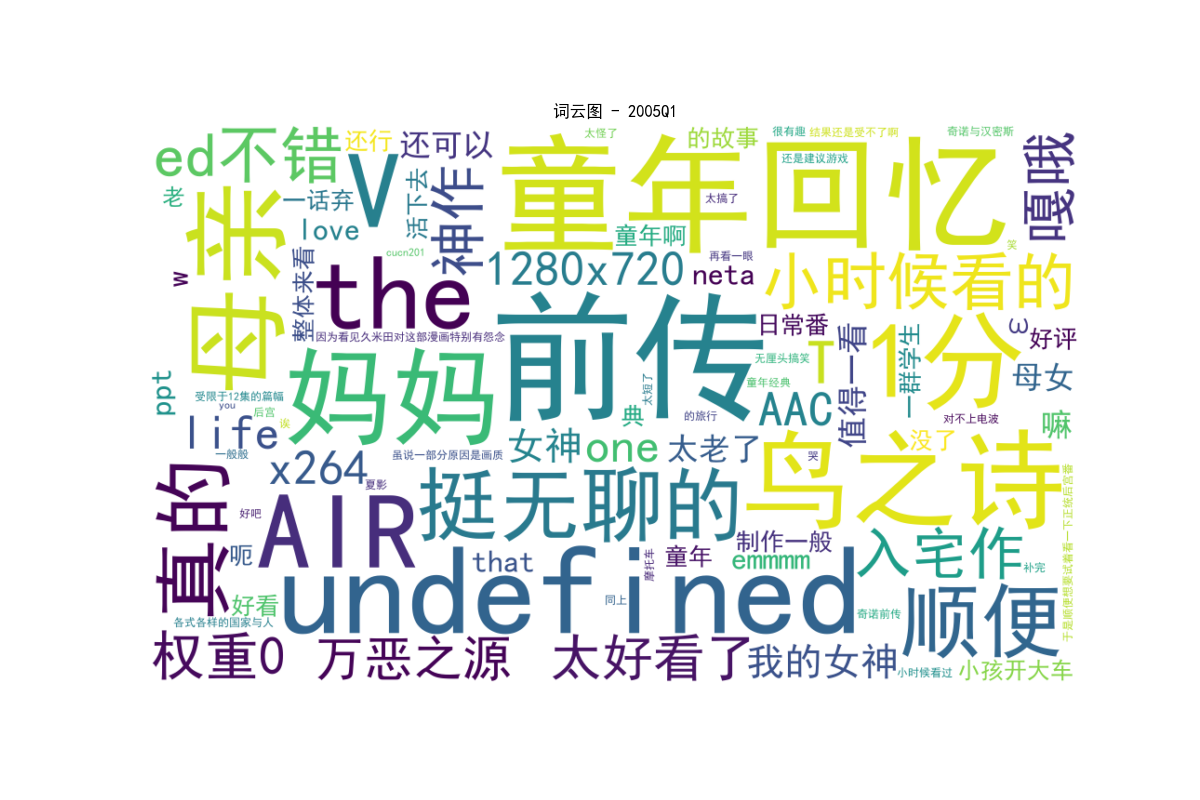 词云图 - 2005Q1
太懂了
的故事
很有趣
结果还是受不了啊
奇诺与汉密斯
ed不错
还行
还可以
V
童年回忆
还是建议游戏
嘎哦
老
母亲
一话弃
活下去
神作
太搞了
love
童年啊
笑
w
整体来看
the
cucn201
1280x720
neta
再看一眼
小时候看的
因为看见久米田对这部漫画特别有怨念
前传
日常番
T
值得一看
1分
一群学生
ω
好评
妈妈
无厘头搞笑
母女
ppt
受限于12集的篇幅
you
后宫
诶
太短了
童年经典
life
典
的旅行
AAC
对不上电波
嘛
一般般
x264
虽说一部分原因是画质
女神
one
太老了
哭
鸟之诗
没了
真的
夏影
好吧
AIR
挺无聊的
于是顺便想要试着看一下正统后宫番
呃
that
摩托车
童年
制作一般
emmmm
入宅作
补完
好看
undefined
同上
奇诺前传
顺便
各式各样的国家与人
权重0
万恶之源
太好看了
我的女神
小时候看过
小孩开大车